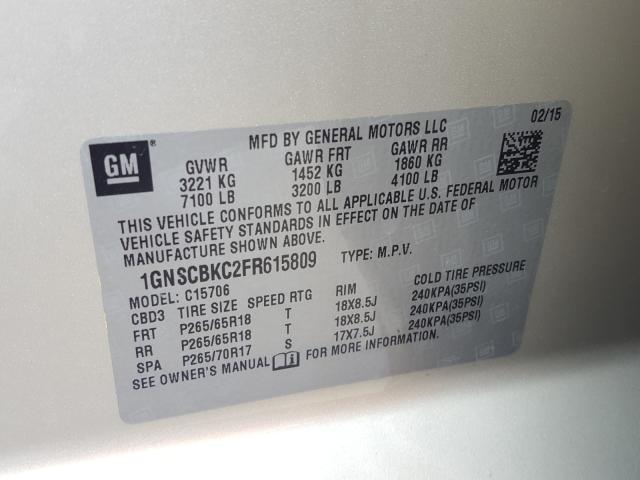 GM
MFD BY GENERAL MOTORS LLC
02/15
GVWR GAWR FRT GAWR RR
3221 KG 1452 KG 1860 KG
7100 LB 3200 LB 4100 LB
THIS VEHICLE CONFORMS TO ALL APPLICABLE U.S. FEDERAL MOTOR
VEHICLE SAFETY STANDARDS IN EFFECT ON THE DATE OF
MANUFACTURE SHOWN ABOVE.
1GNSCBKC2FR615809 TYPE: M.P.V.
MODEL: C15706
CBD3 TIRE SIZE SPEED RTG RIM COLD TIRE PRESSURE
FRT P265/65R18 T 18X8.5J 240KPA(35PSI)
RR P265/65R18 T 18X8.5J 240KPA(35PSI)
SPA P265/70R17 S 17X7.5J 240KPA(35PSI)
SEE OWNER'S MANUAL FOR MORE INFORMATION.